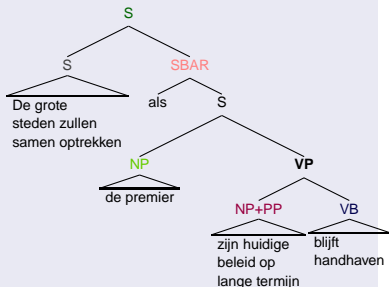 S
S SBAR
De grote
steden zullen
samen optrekken
als S
NP VP
de premier
NP+PP VB
zijn huidige
beleid op
lange termijn
blijft
handhaven